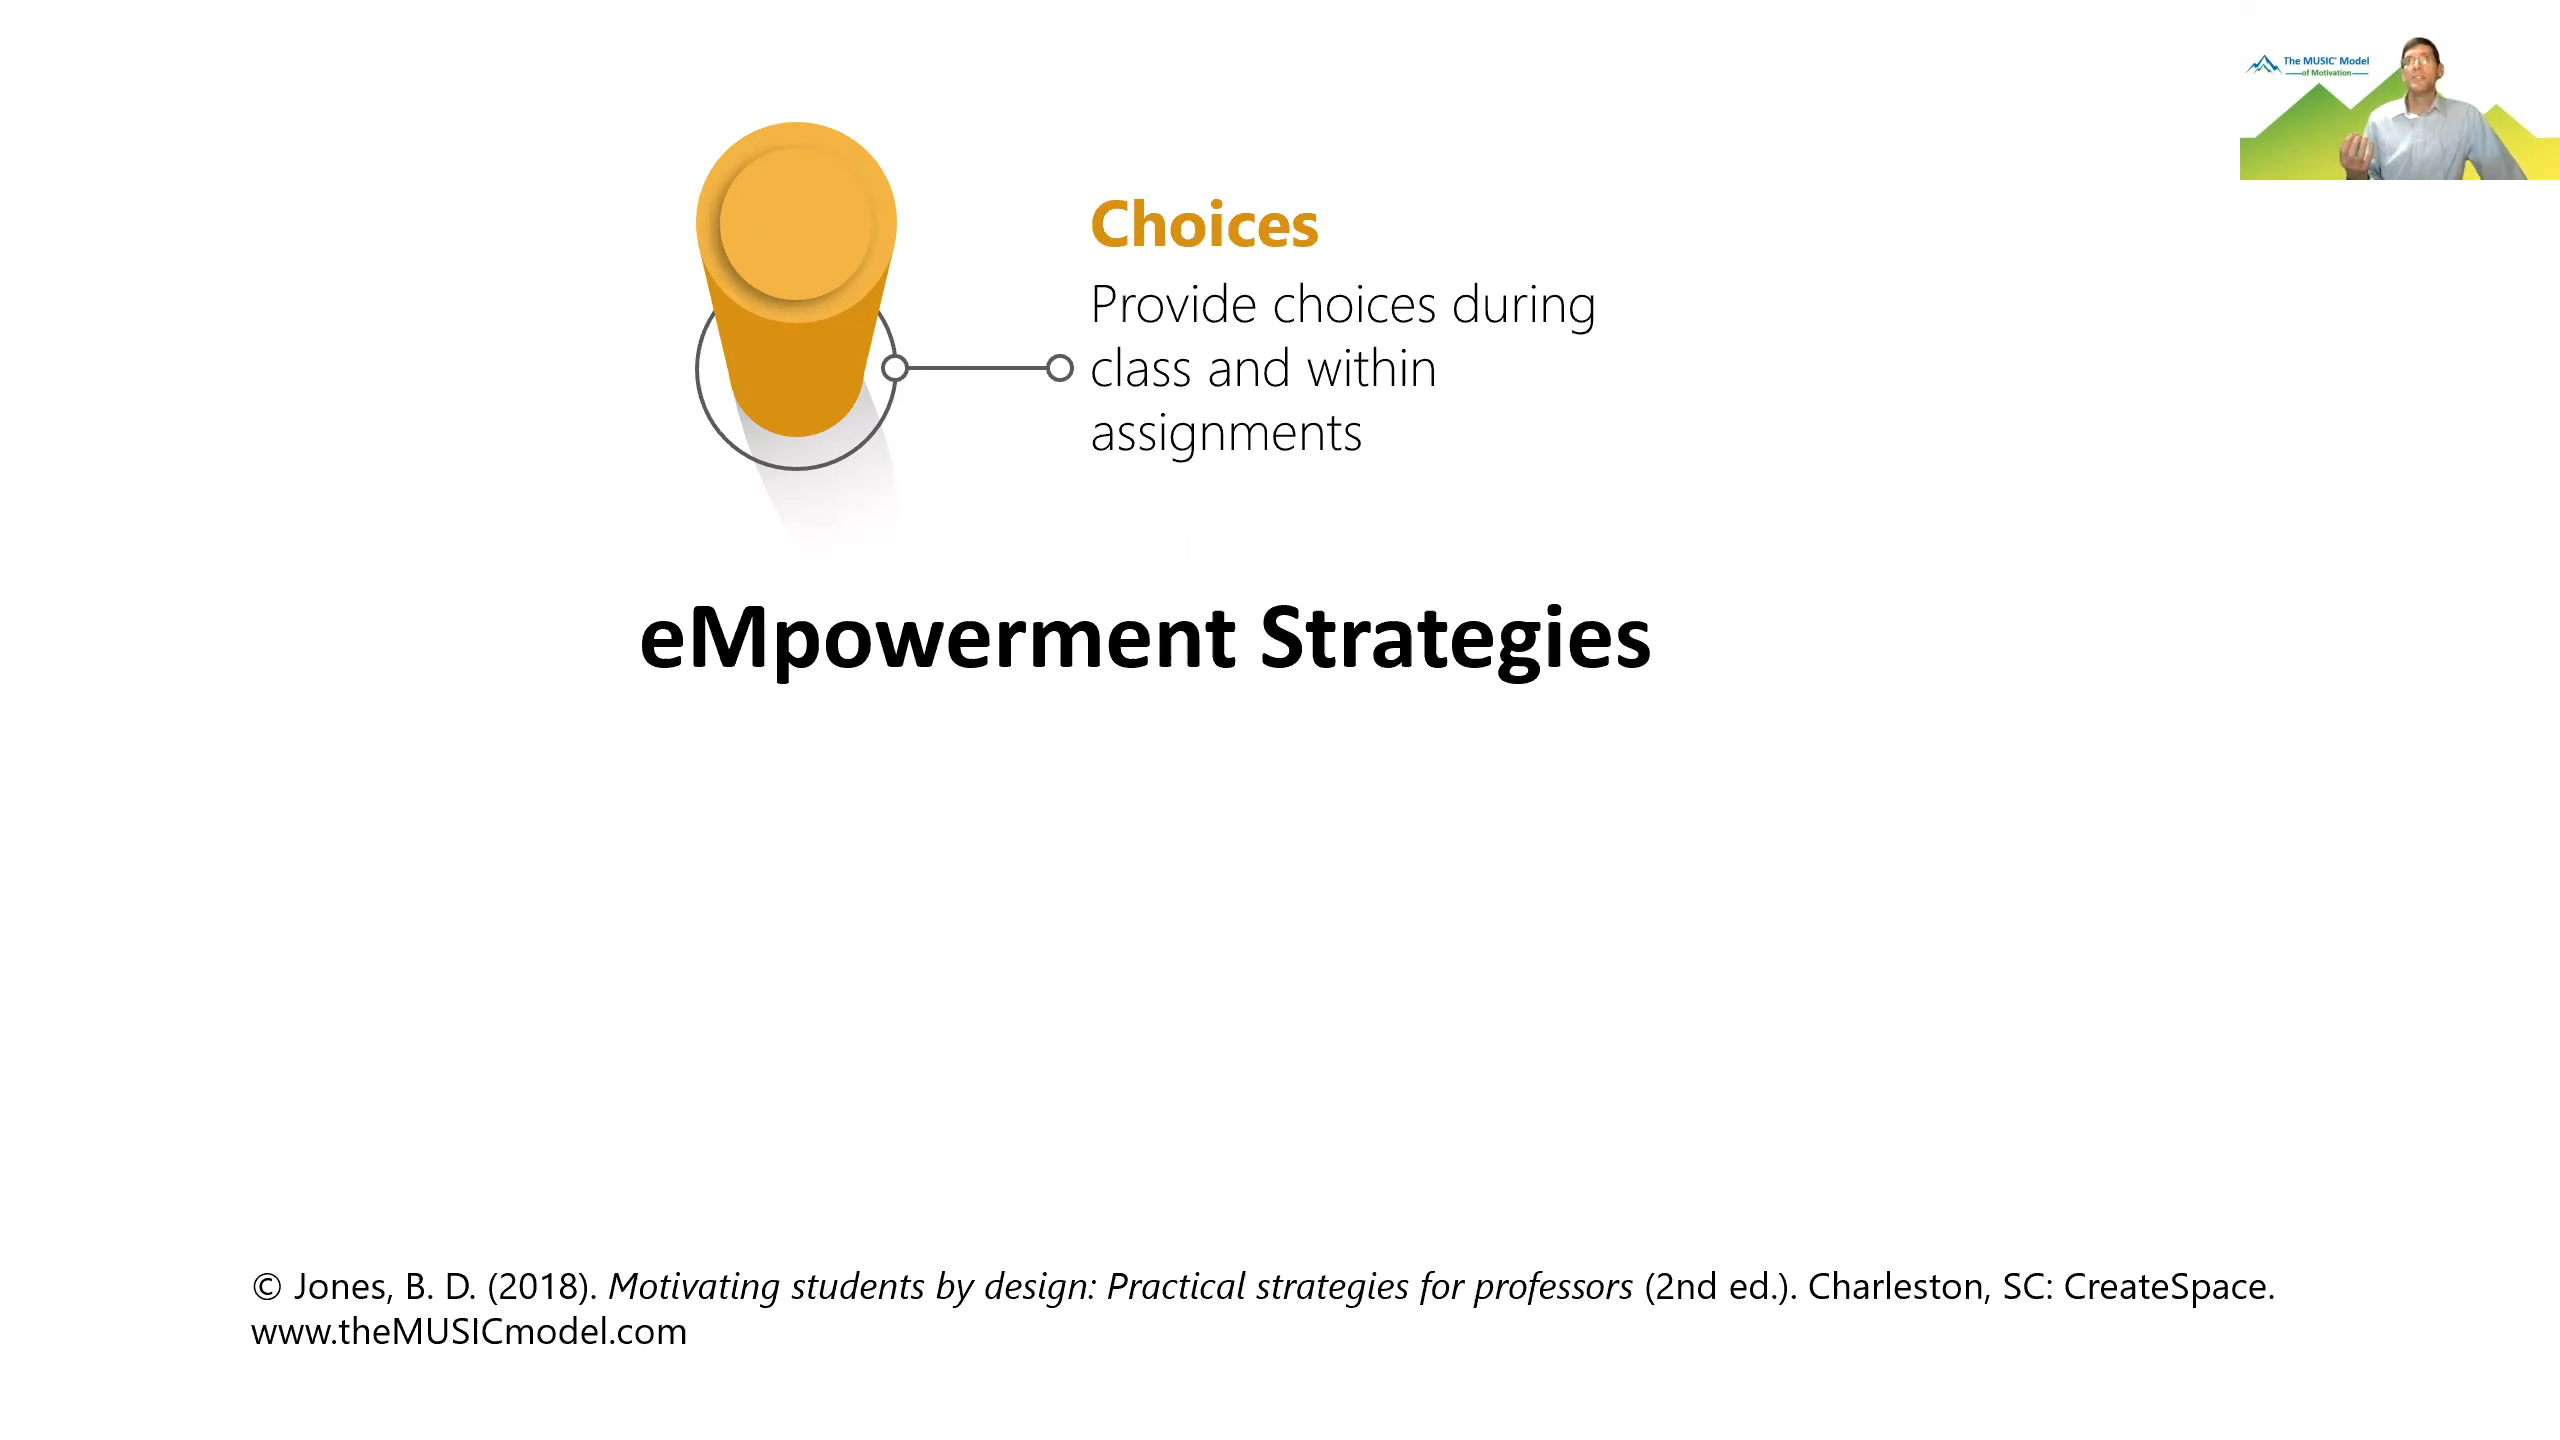 The MUSIC® Model
of Motivation
Choices
Provide choices during
class and within
assignments
eMpowerment Strategies
© Jones, B. D. (2018). Motivating students by design: Practical strategies for professors (2nd ed.). Charleston, SC: CreateSpace.
www.theMUSICmodel.com